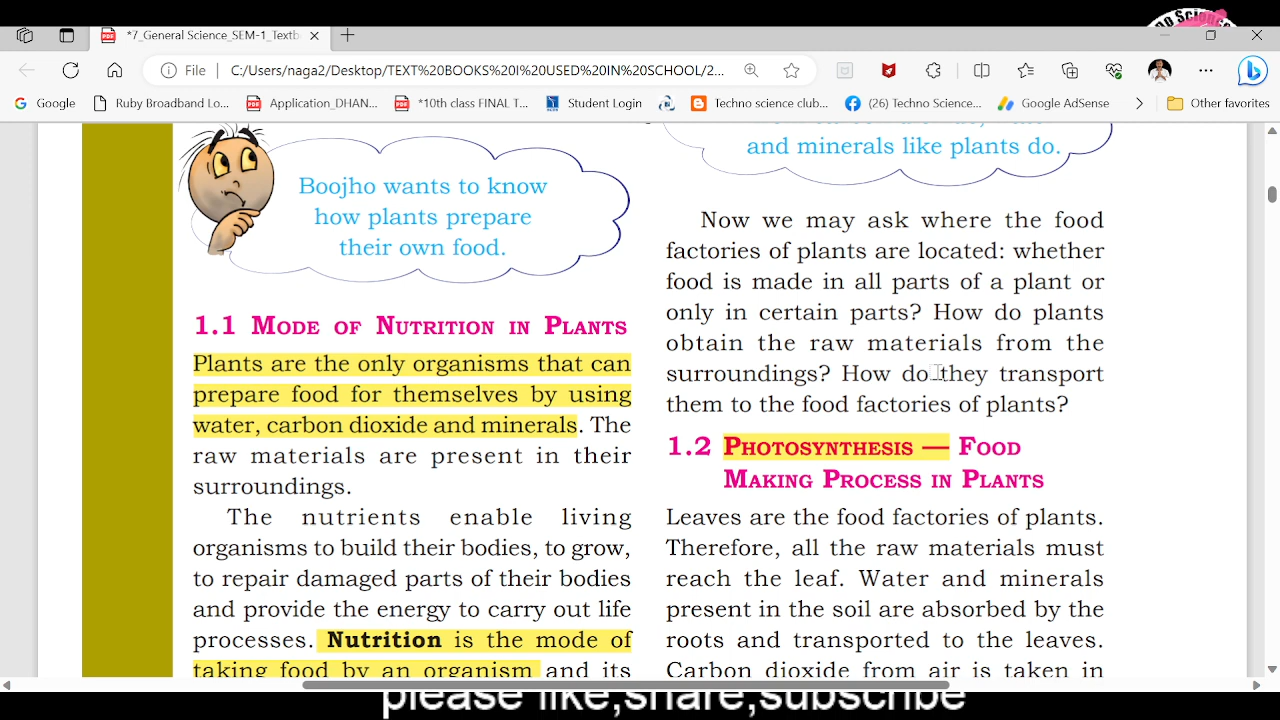 Do Science
*7_General Science_SEM-1_Textb
File
C:/Users/naga2/Desktop/TEXT%20BOOKS%20I%20USED%20IN%20SCHOOL/2...
Google
Ruby Broadband Lo...
Application_DHAN...
*10th class FINAL T...
Student Login
Techno science club...
(26) Techno Science...
Google AdSense
Other favorites
Boojho wants to know
how plants prepare
their own food.
1.1 MODE OF NUTRITION IN PLANTS
Plants are the only organisms that can
prepare food for themselves by using
water, carbon dioxide and minerals. The
raw materials are present in their
surroundings.
The nutrients enable living
organisms to build their bodies, to grow,
to repair damaged parts of their bodies
and provide the energy to carry out life
processes. Nutrition is the mode of
taking food by an organism and its
and minerals like plants do.
Now we may ask where the food
factories of plants are located: whether
food is made in all parts of a plant or
only in certain parts? How do plants
obtain the raw materials from the
surroundings? How do they transport
them to the food factories of plants?
1.2 PHOTOSYNTHESIS — FOOD
MAKING PROCESS IN PLANTS
Leaves are the food factories of plants.
Therefore, all the raw materials must
reach the leaf. Water and minerals
present in the soil are absorbed by the
roots and transported to the leaves.
Carbon dioxide from air is taken in
please like,share,subscribe